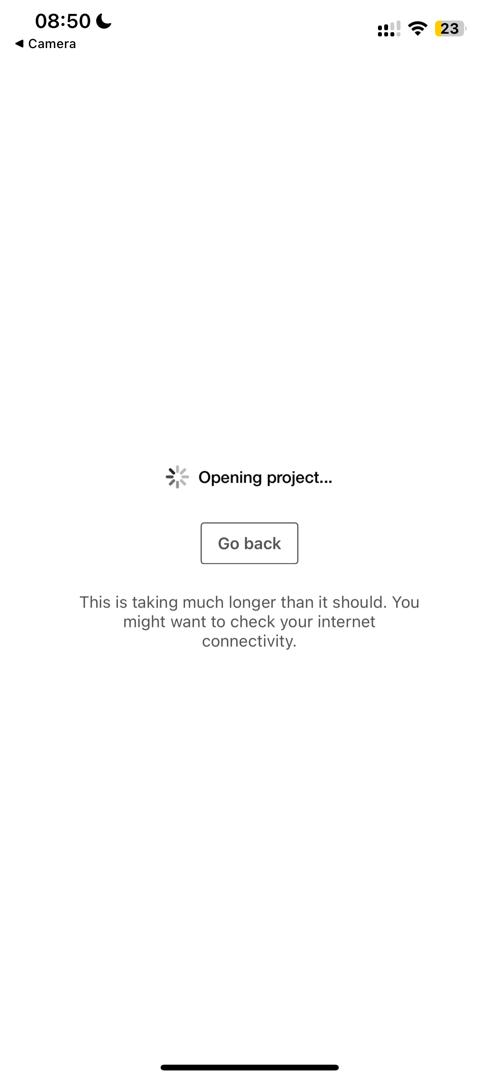 08:50
23
◀ Camera
Opening project...
Go back
This is taking much longer than it should. You
might want to check your internet
connectivity.